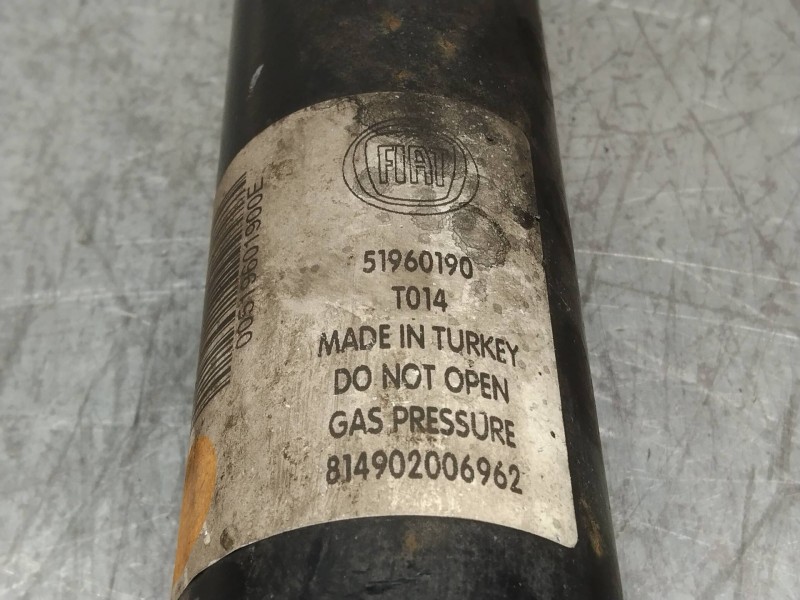 FIAT
51960190
T014
MADE IN TURKEY
DO NOT OPEN
GAS PRESSURE
814902006962
00519601900E